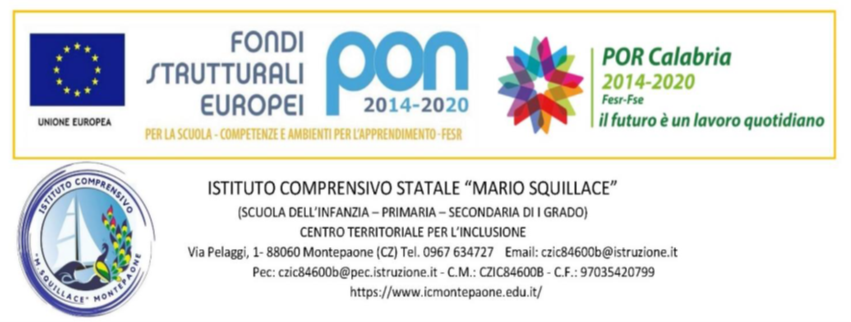 UNIONE EUROPEA
FONDI
STRUTTURALI
EUROPEI
pon
2014-2020
PER LA SCUOLA - COMPETENZE E AMBIENTI PER L'APPRENDIMENTO - FESR
POR Calabria
2014-2020
Fesr-Fse
il futuro è un lavoro quotidiano
ISTITUTO COMPRENSIVO
"M. SQUILLACE" MONTEPAONE
ISTITUTO COMPRENSIVO STATALE “MARIO SQUILLACE”
(SCUOLA DELL’INFANZIA – PRIMARIA – SECONDARIA DI I GRADO)
CENTRO TERRITORIALE PER L’INCLUSIONE
Via Pelaggi, 1- 88060 Montepaone (CZ) Tel. 0967 634727 Email: czic84600b@istruzione.it
Pec: czic84600b@pec.istruzione.it - C.M.: CZIC84600B - C.F.: 97035420799
https://www.icmontepaone.edu.it/